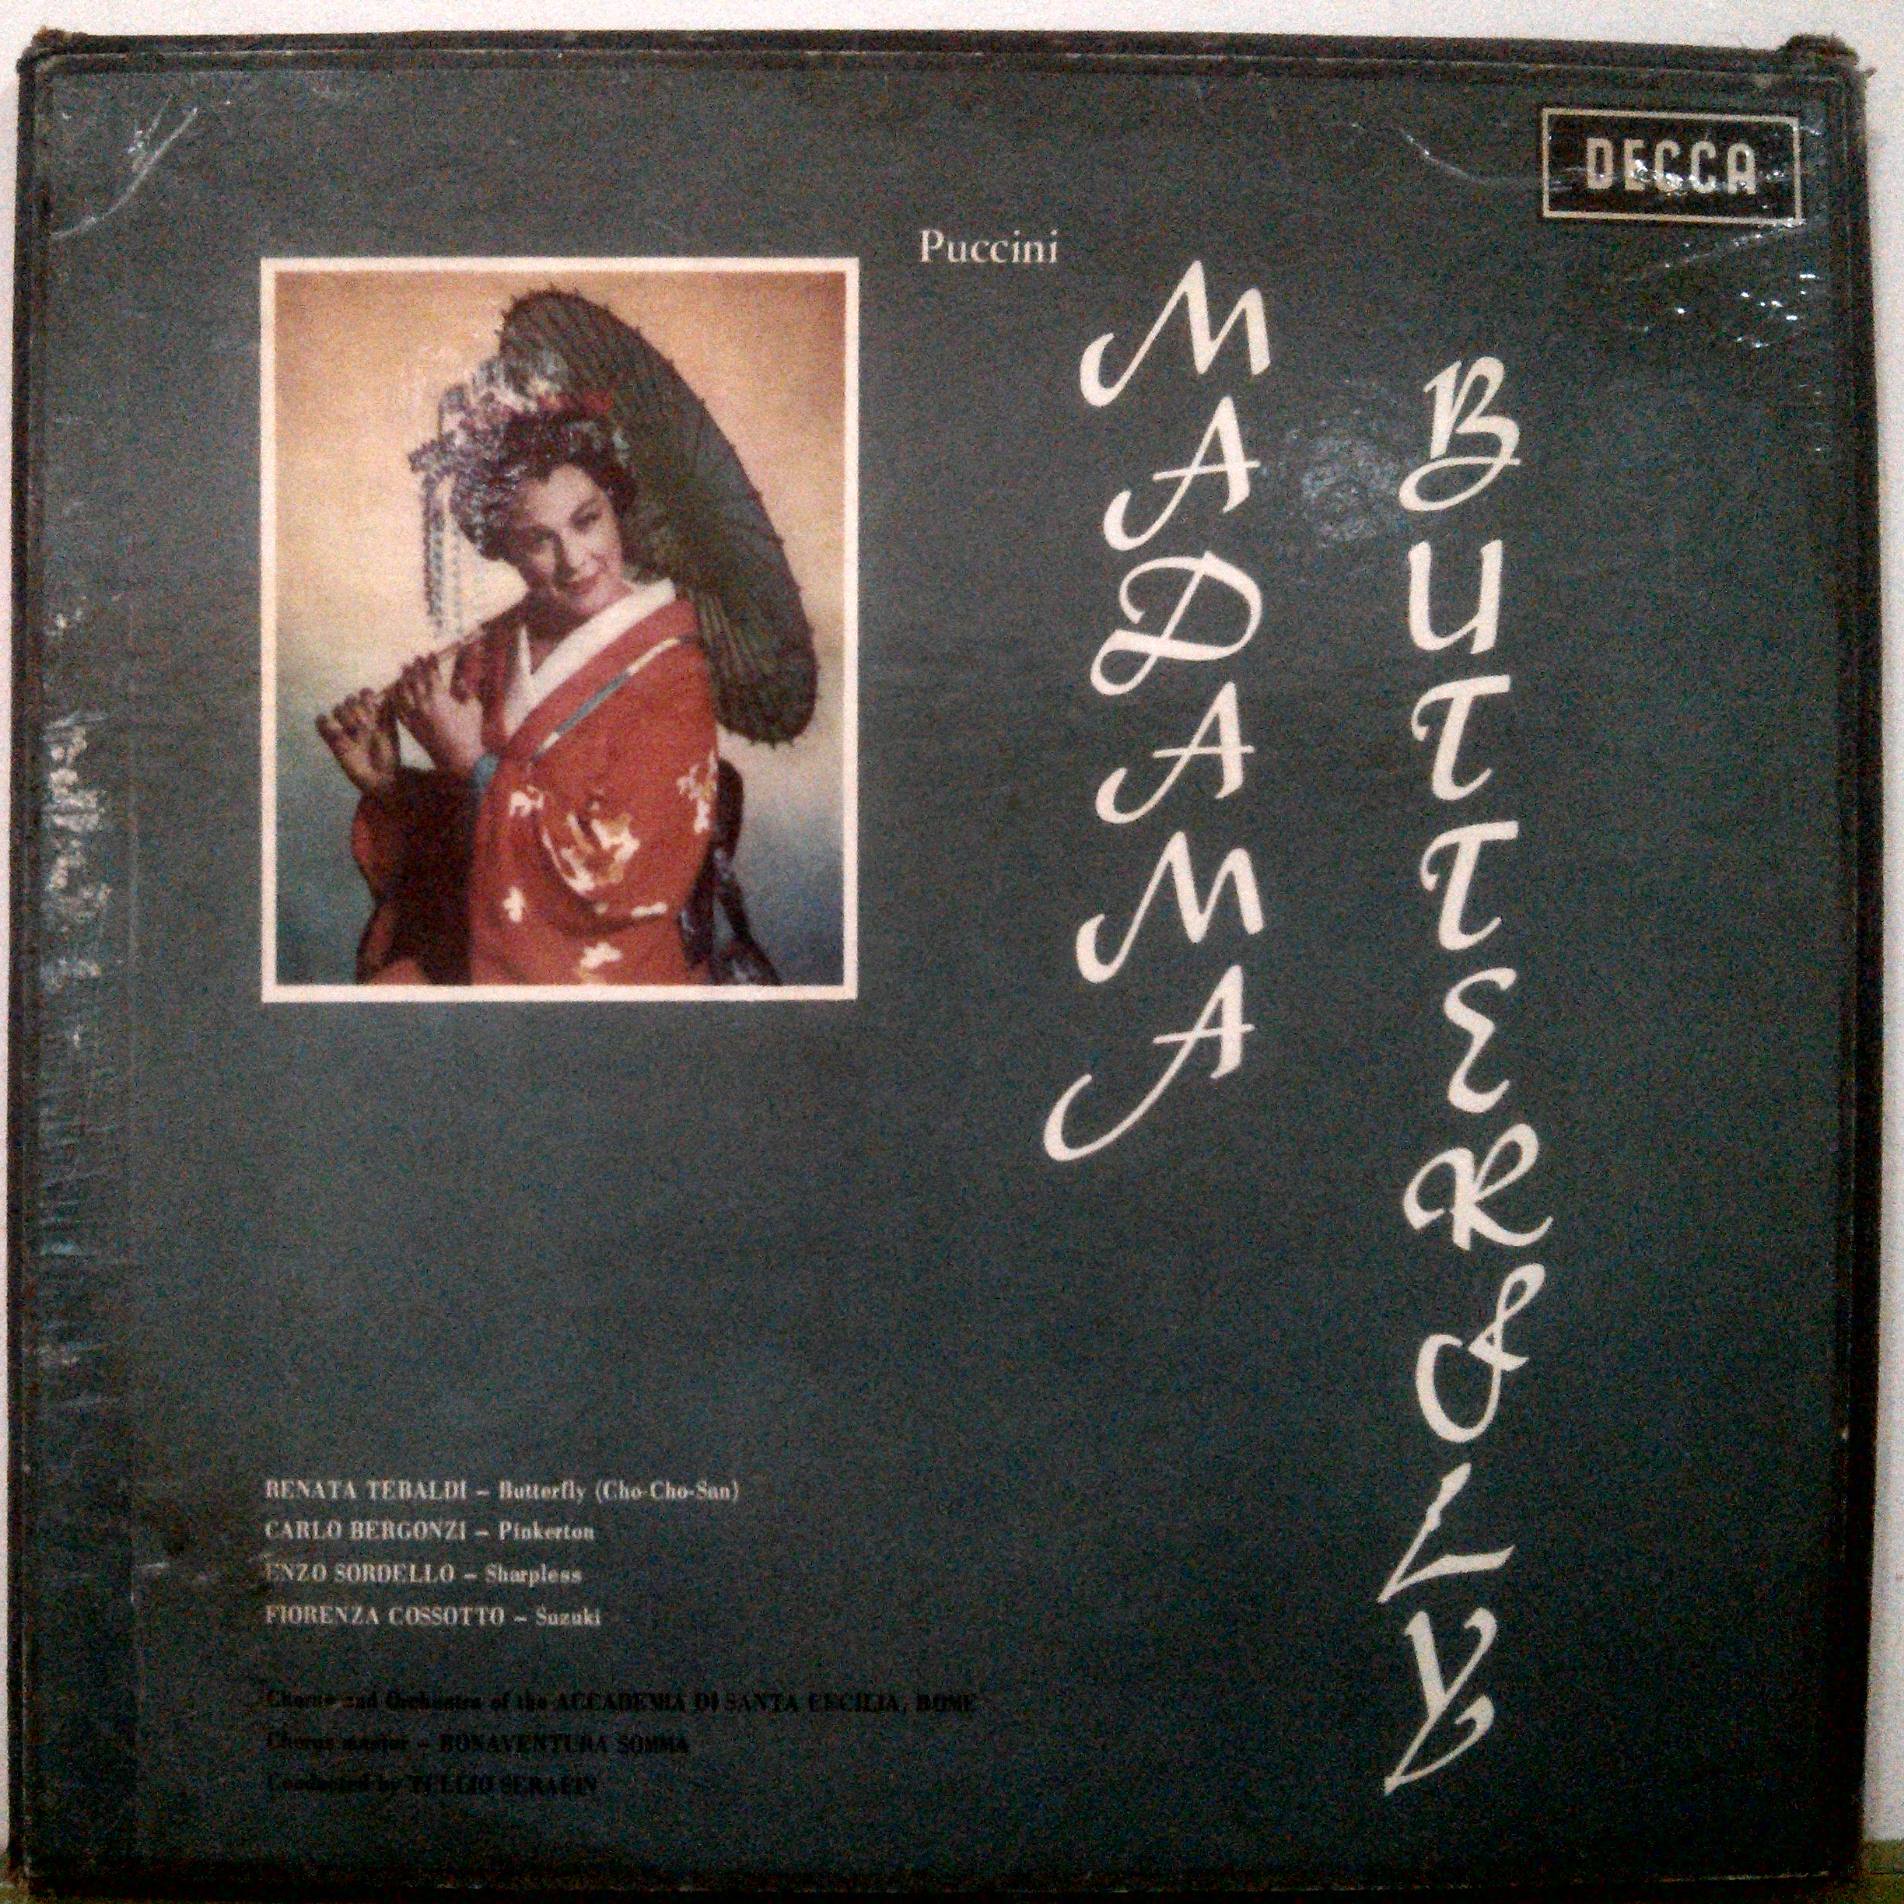 DECCA
Puccini
MADAMA
BUTTERFLY
RENATA TEBALDI – Butterfly (Cho-Cho-San)
CARLO BERGONZI – Pinkerton
ENZO SORDELLO – Sharpless
FIORENZA COSSOTTO – Suzuki
Chorus and Orchestra of the ACCADEMIA DI SANTA CECILIA, ROME
Chorus master – BONAVENTURA SOMMA
Conducted by TULLIO SERAFIN